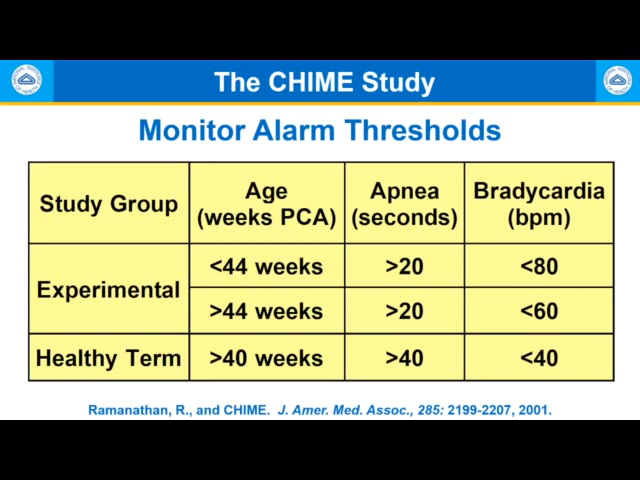 The CHIME Study
Monitor Alarm Thresholds
Study Group
Age
(weeks PCA)
Apnea
(seconds)
Bradycardia
(bpm)
Experimental
<44 weeks
>20
<80
>44 weeks
>20
<60
Healthy Term
>40 weeks
>40
<40
Ramanathan, R., and CHIME. J. Amer. Med. Assoc., 285: 2199-2207, 2001.